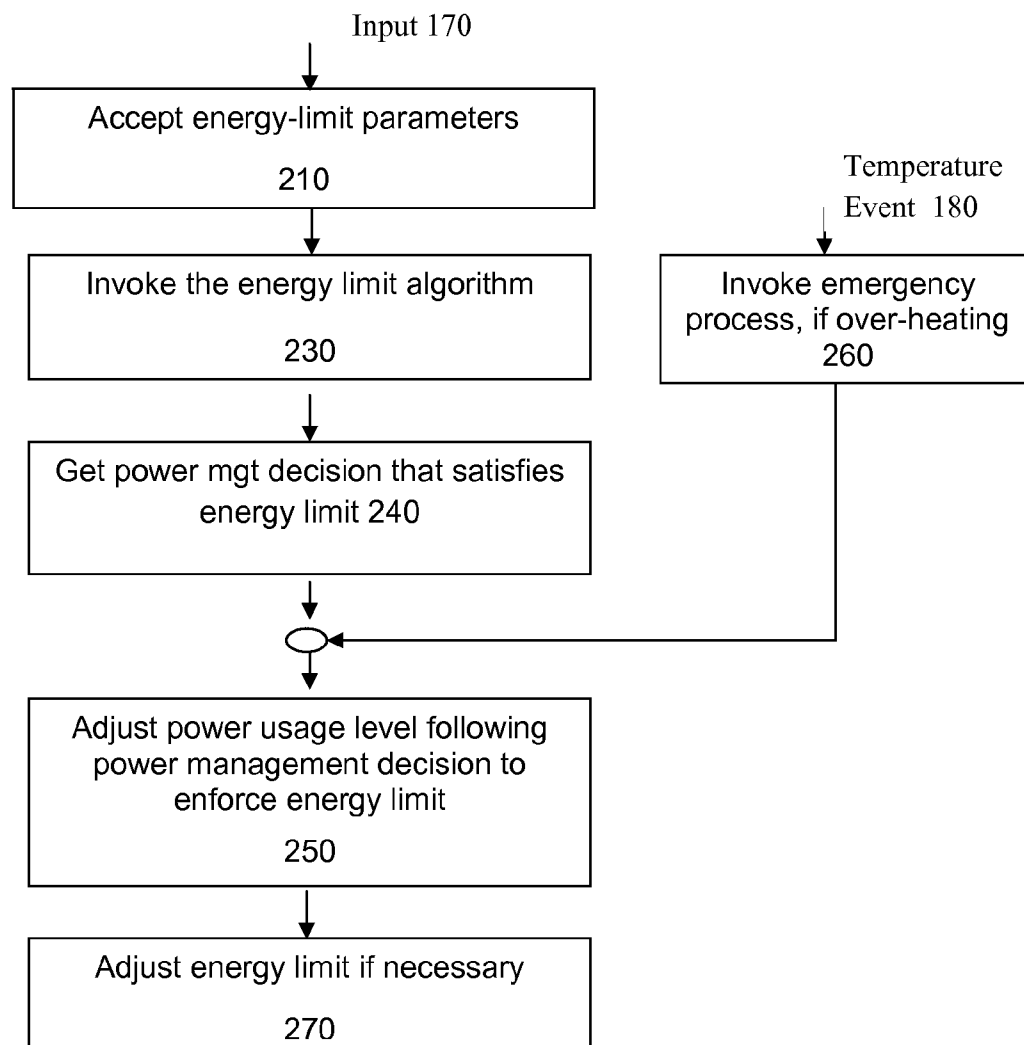 Input 170
Accept energy-limit parameters
210
Temperature
Event 180
Invoke the energy limit algorithm
230
Invoke emergency
process, if over-heating
260
Get power mgt decision that satisfies
energy limit 240
Adjust power usage level following
power management decision to
enforce energy limit
250
Adjust energy limit if necessary
270